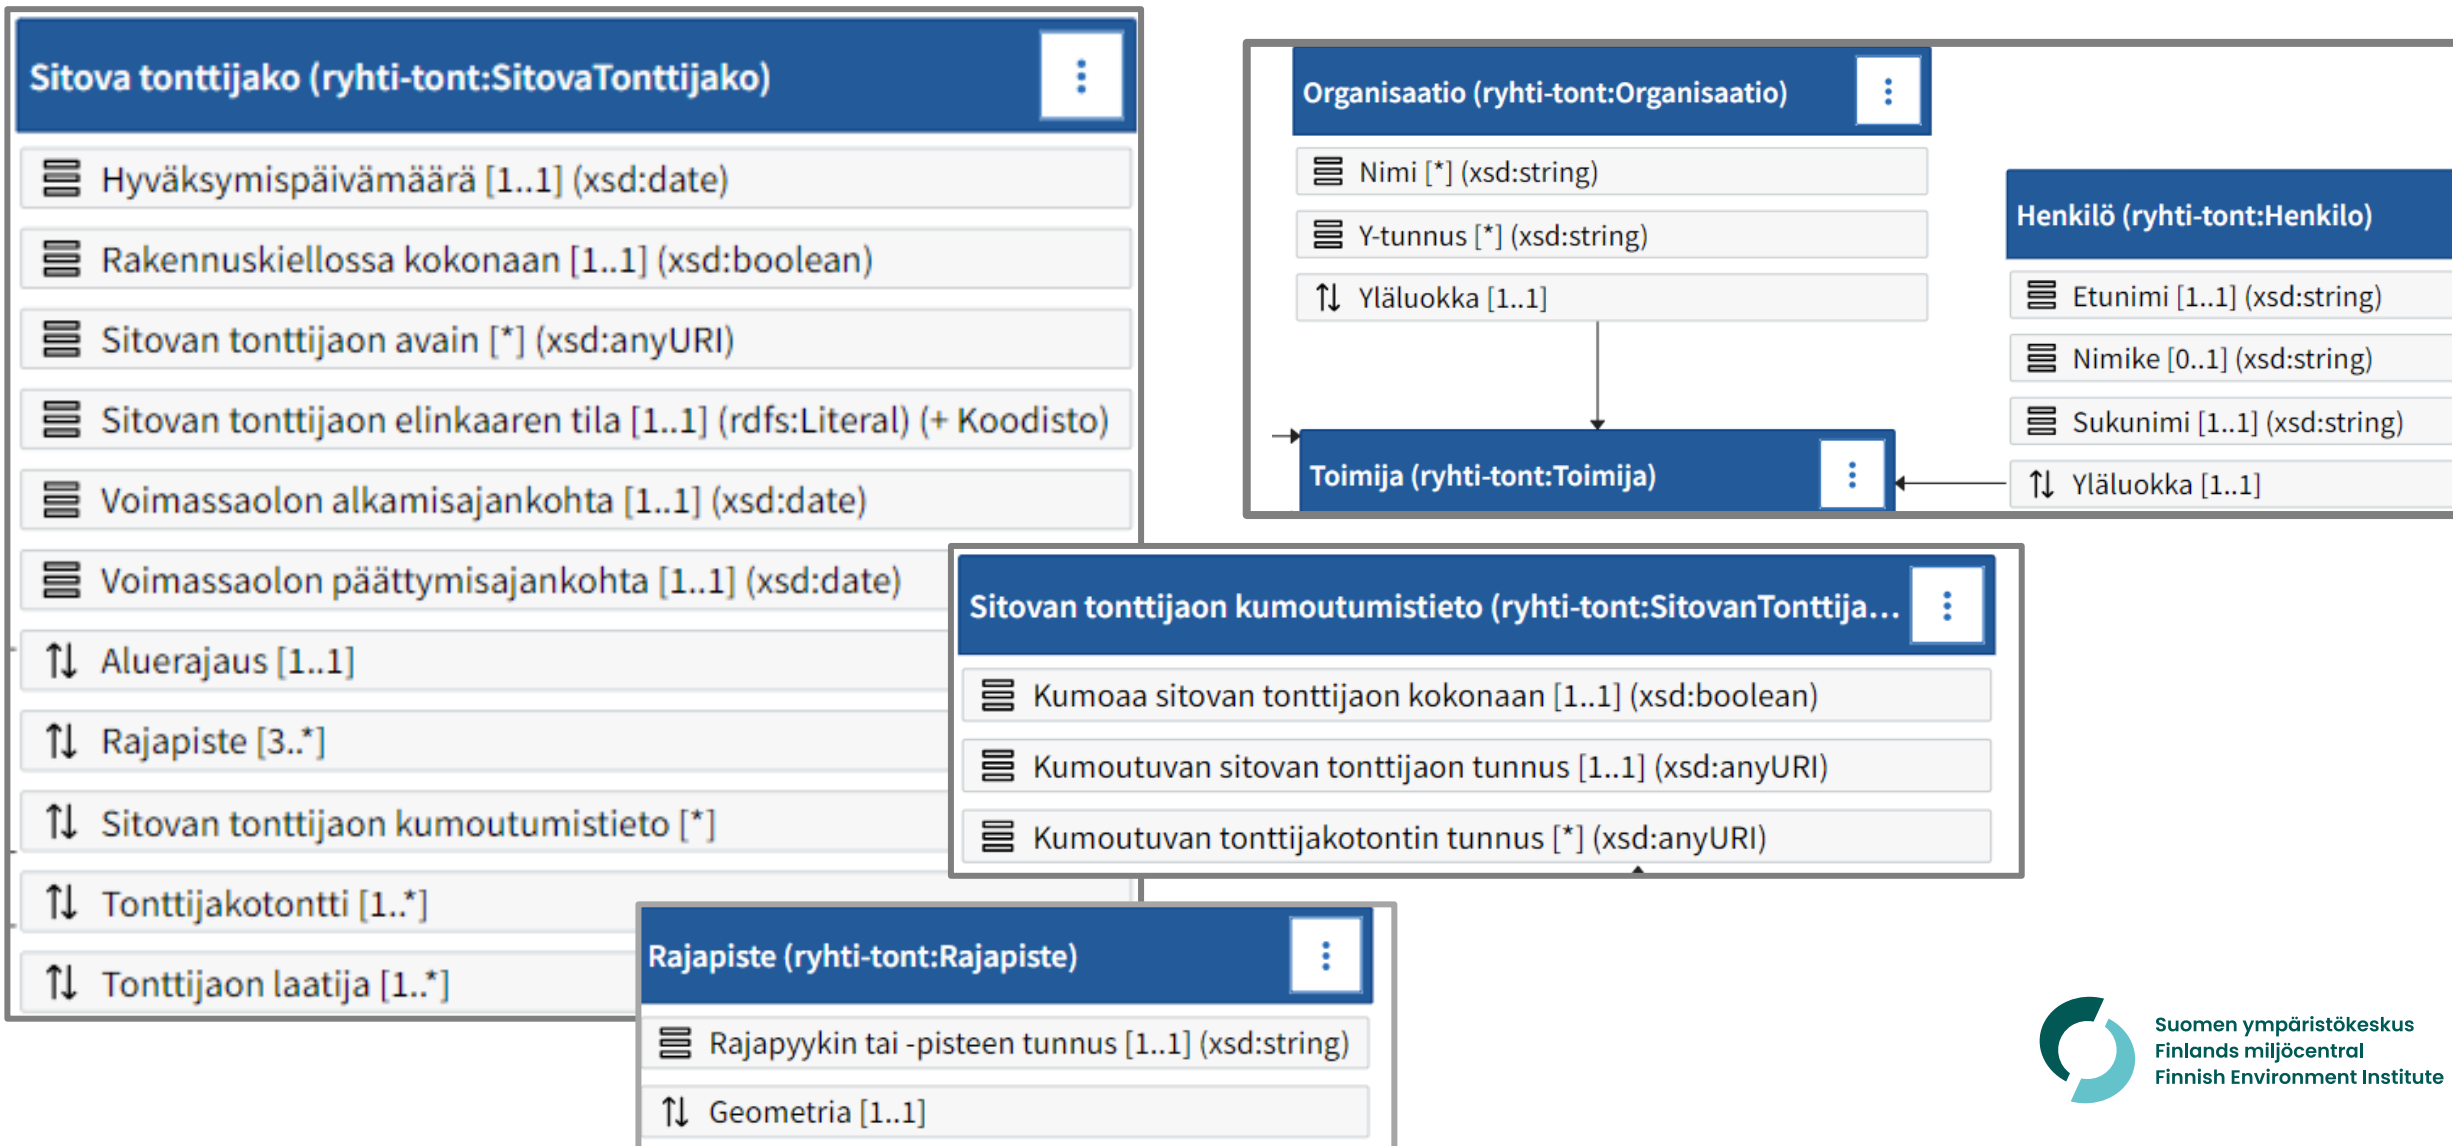 Sitova tonttijako (ryhti-tont:SitovaTonttijako)
Hyväksymispäivämäärä [1..1] (xsd:date)
Rakennuskiellossa kokonaan [1..1] (xsd:boolean)
Sitovan tonttijaon avain [*] (xsd:anyURI)
Sitovan tonttijaon elinkaaren tila [1..1] (rdfs:Literal) (+ Koodisto)
Voimassaolon alkamisajankohta [1..1] (xsd:date)
Voimassaolon päättymisajankohta [1..1] (xsd:date)
Aluerajaus [1..1]
Rajapiste [3..*]
Sitovan tonttijaon kumoutumistieto [*]
Tonttijakotontti [1..*]
Tonttijaon laatija [1..*]
Organisaatio (ryhti-tont:Organisaatio)
Nimi [*] (xsd:string)
Y-tunnus [*] (xsd:string)
Yläluokka [1..1]
Henkilö (ryhti-tont:Henkilo)
Etunimi [1..1] (xsd:string)
Nimike [0..1] (xsd:string)
Sukunimi [1..1] (xsd:string)
Yläluokka [1..1]
Toimija (ryhti-tont:Toimija)
Sitovan tonttijaon kumoutumistieto (ryhti-tont:SitovanTonttija...
Kumoaa sitovan tonttijaon kokonaan [1..1] (xsd:boolean)
Kumoutuvan sitovan tonttijaon tunnus [1..1] (xsd:anyURI)
Kumoutuvan tonttijakotontin tunnus [*] (xsd:anyURI)
Rajapiste (ryhti-tont:Rajapiste)
Rajapyykin tai -pisteen tunnus [1..1] (xsd:string)
Geometria [1..1]
Suomen ympäristökeskus
Finlands miljöcentral
Finnish Environment Institute